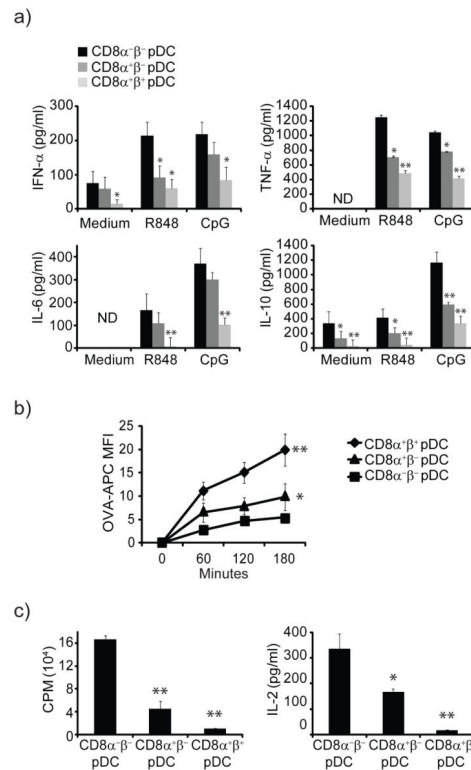 a)
CD8α⁻β⁻ pDC
CD8α⁺β⁻ pDC
CD8α⁺β⁺ pDC
IFN-α (pg/ml)
300
200
100
0
*
*
*
*
Medium R848 CpG
TNF-α (pg/ml)
1400
1200
1000
800
600
400
200
0
ND
*
**
*
**
Medium R848 CpG
IL-6 (pg/ml)
400
300
200
100
0
ND
**
**
Medium R848 CpG
IL-10 (pg/ml)
1400
1200
1000
800
600
400
200
0
*
**
*
**
**
**
Medium R848 CpG
b)
OVA-APC MFI
25
20
15
10
5
0
**
*
0 60 120 180
Minutes
CD8α⁺β⁺ pDC
CD8α⁺β⁻ pDC
CD8α⁻β⁻ pDC
c)
CPM (10⁴)
16
12
8
4
0
**
**
CD8α⁻β⁻ CD8α⁺β⁻ CD8α⁺β⁺
pDC pDC pDC
IL-2 (pg/ml)
400
300
200
100
0
*
**
CD8α⁻β⁻ CD8α⁺β⁻ CD8α⁺β⁺
pDC pDC pDC